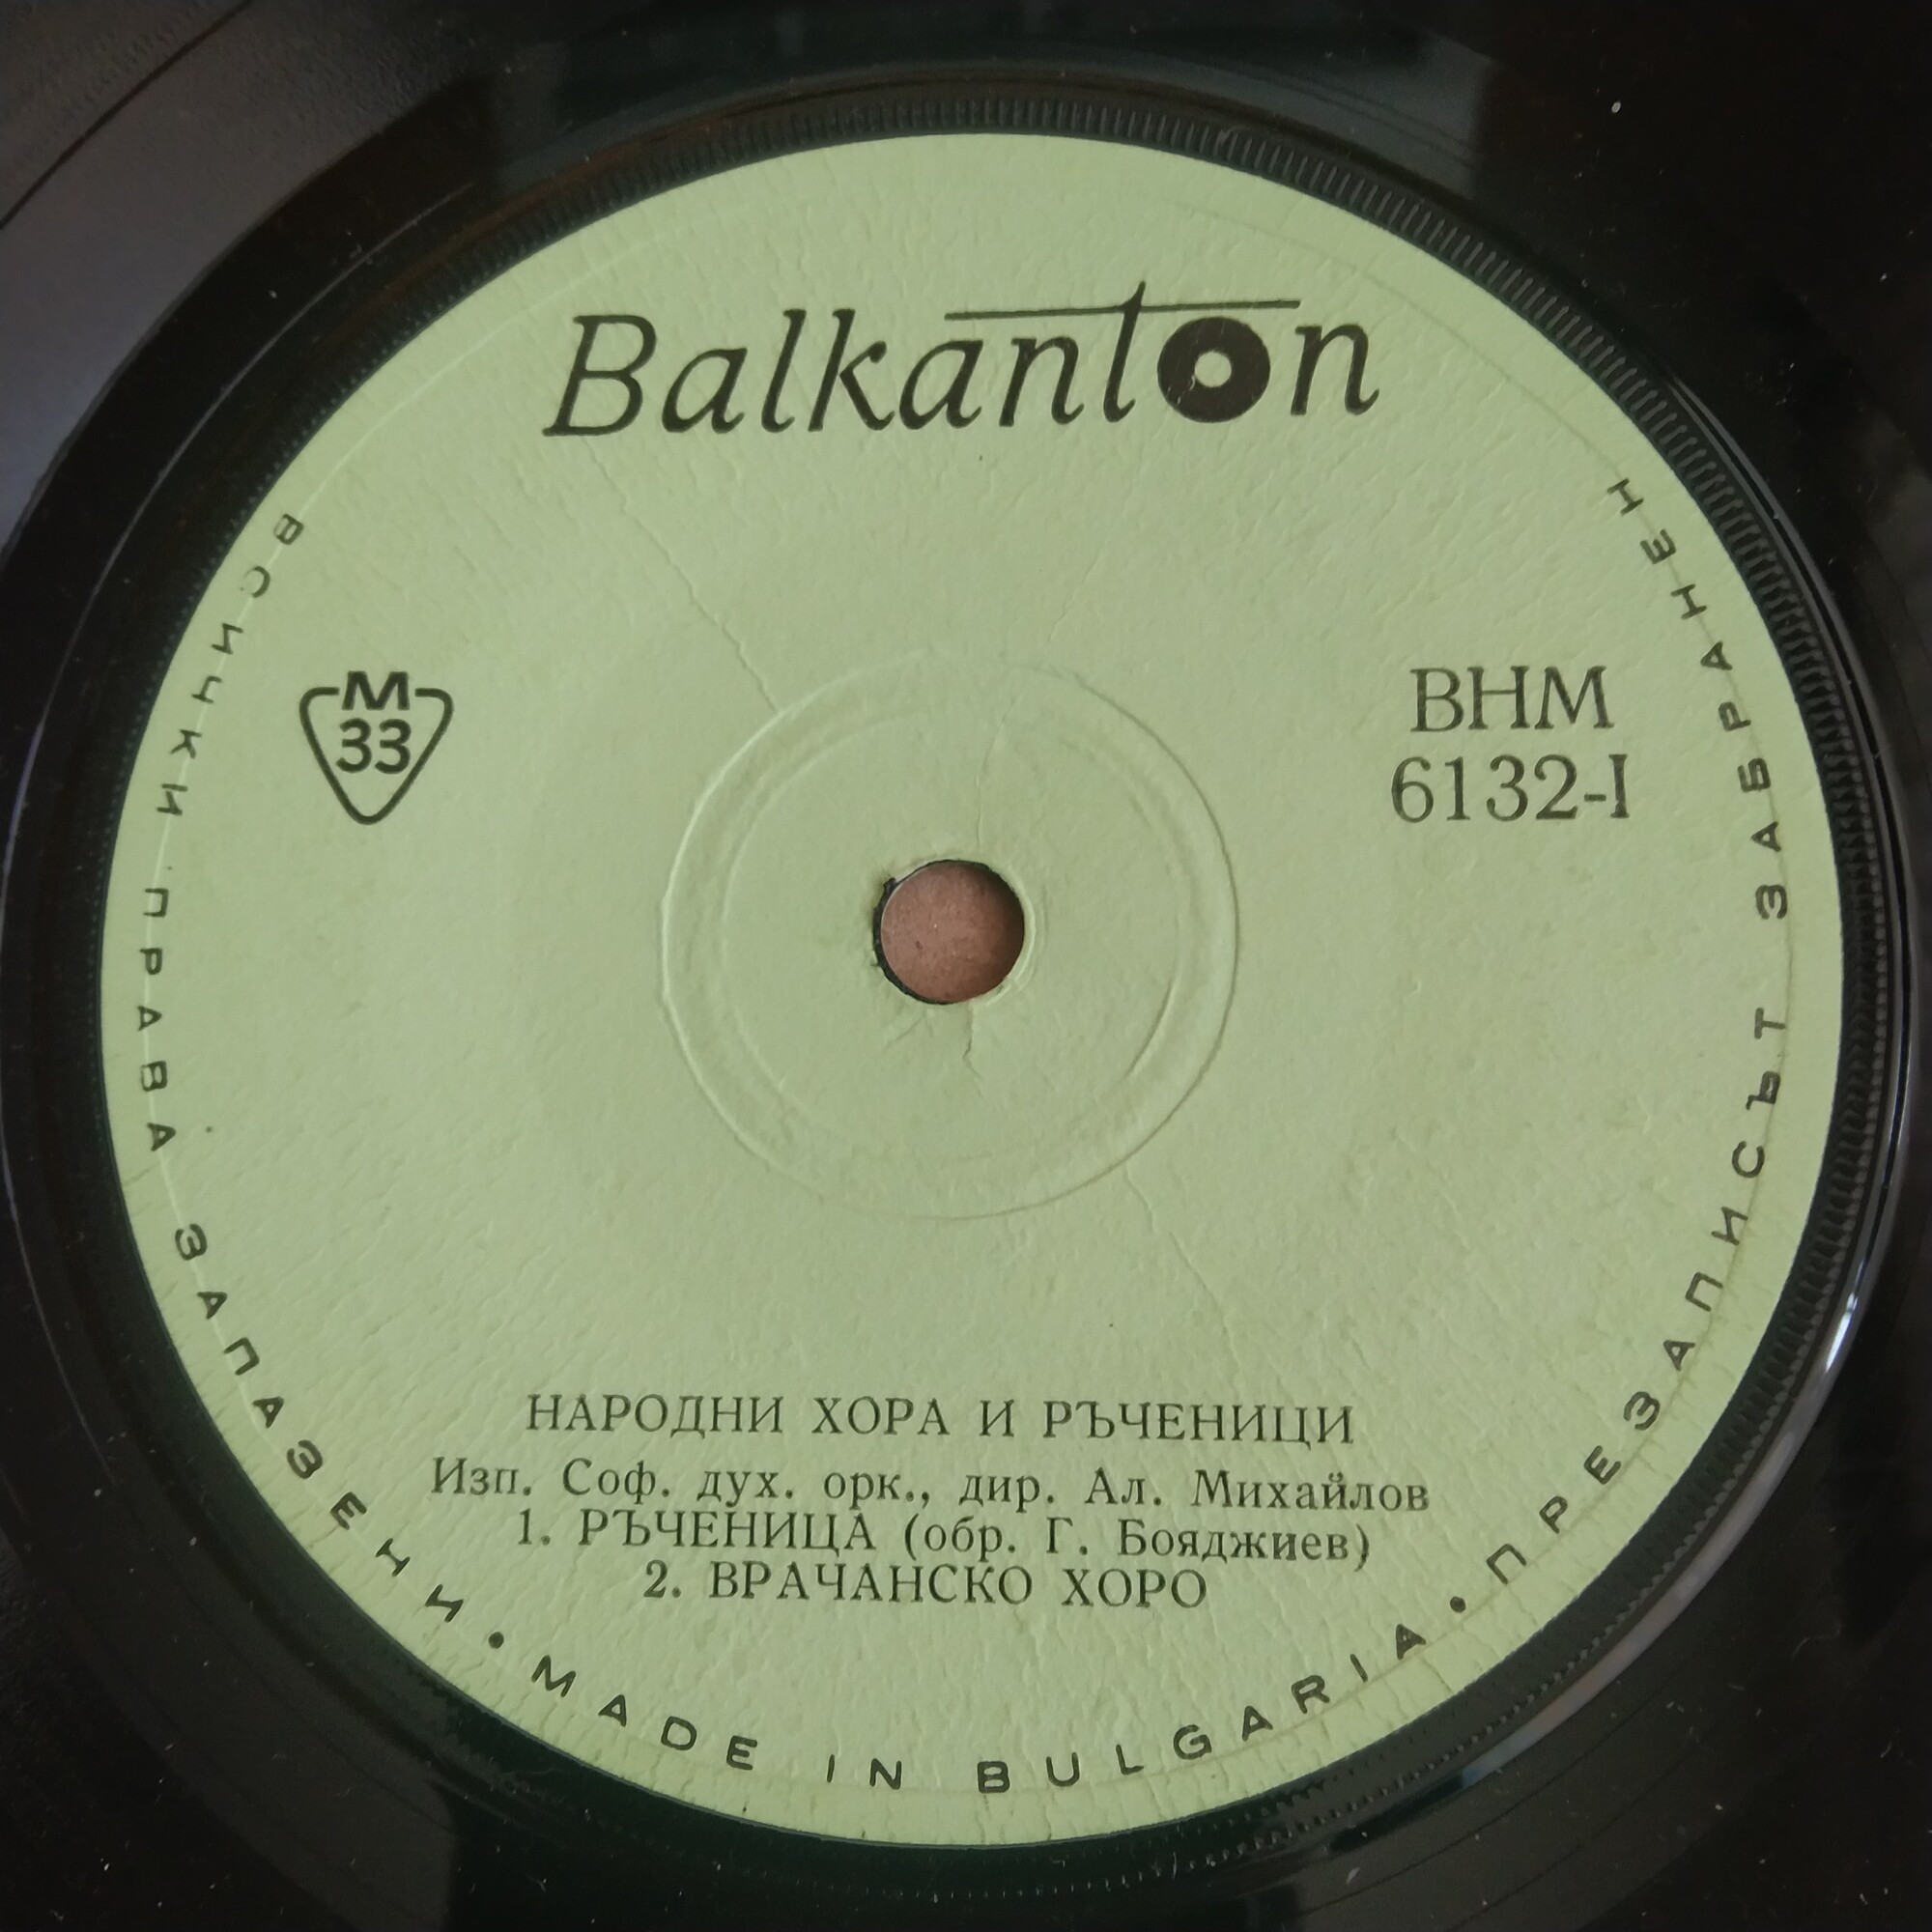 Balkanton
M
33
ВНМ
6132-I
НАРОДНИ ХОРА И РЪЧЕНИЦИ
Изп. Соф. дух. орк., дир. Ал. Михайлов
1. РЪЧЕНИЦА (обр. Г. Бояджиев)
2. ВРАЧАНСКО ХОРО
ВСИЧКИ ПРАВА ЗАПАЗЕНИ • MADE IN BULGARIA • ПРЕЗАПИСЪТ ЗАБРАНЕН